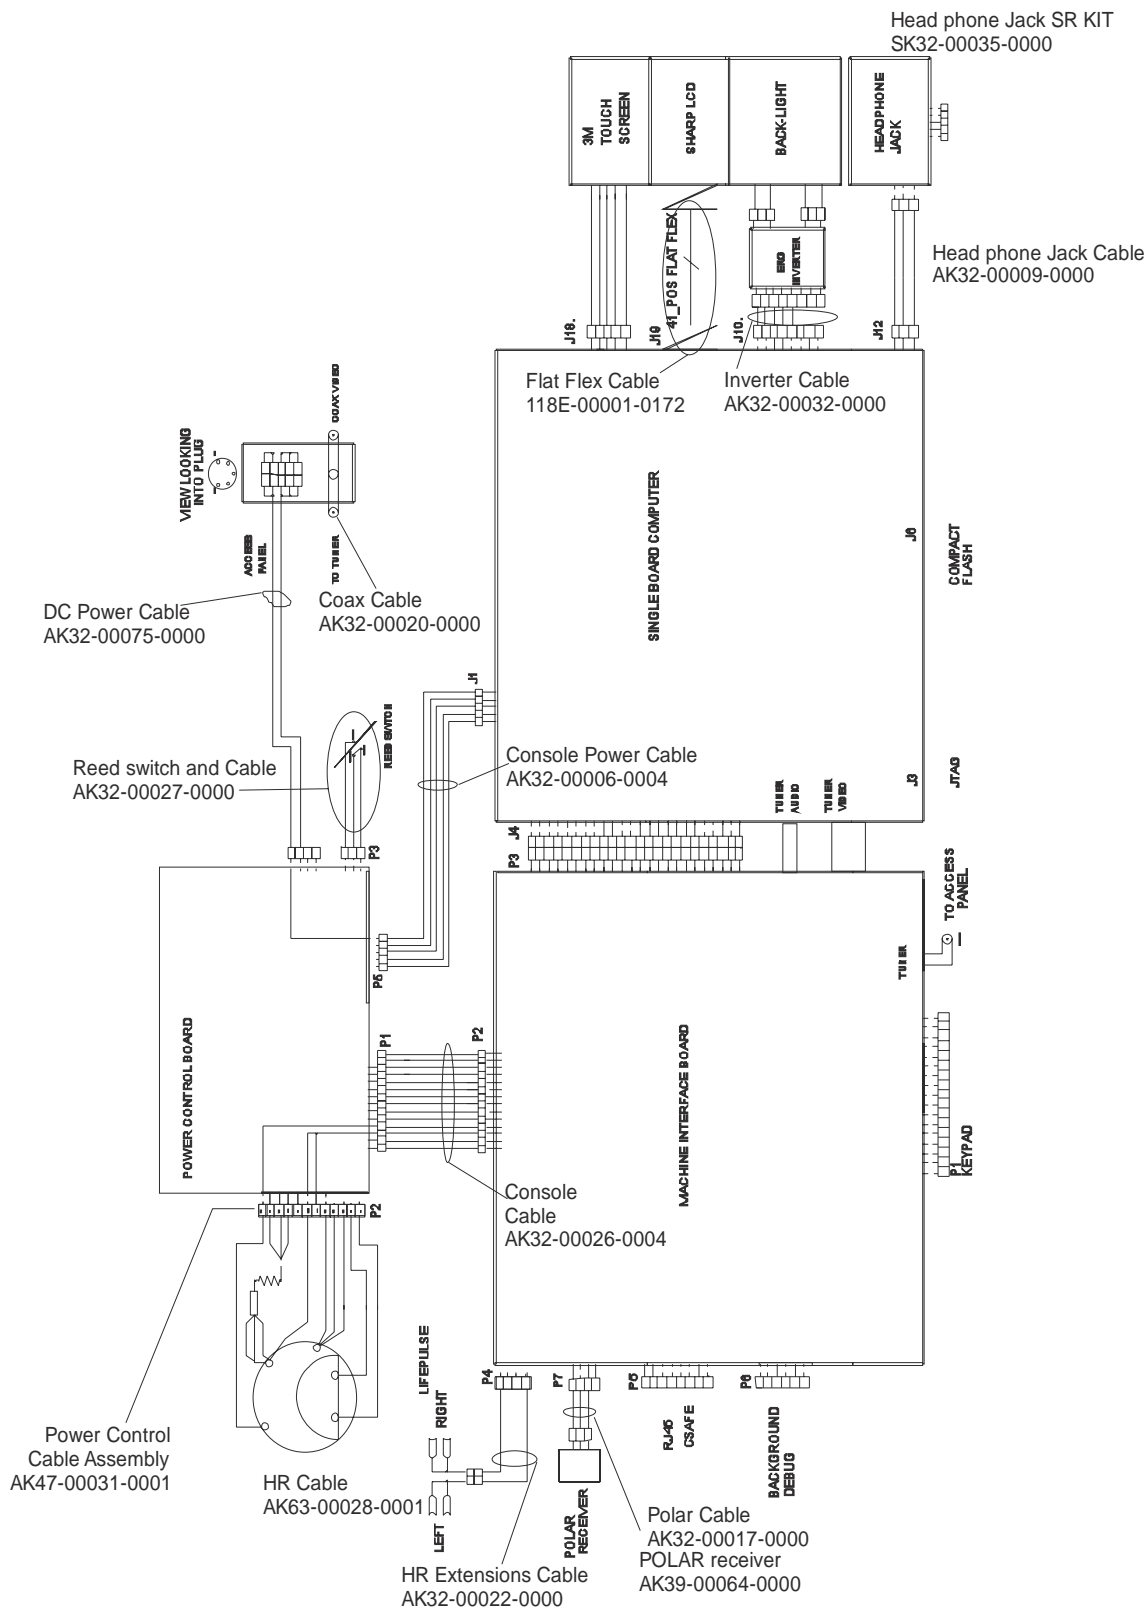 Head phone Jack SR KIT
SK32-00035-0000
3M
TOUCH
SCREEN
SHARP LCD
BACK-LIGHT
HEADPHONE
JACK
41_POS FLAT FLEX
ERG
INVERTER
Head phone Jack Cable
AK32-00009-0000
J18.
J19
J10.
J12
Flat Flex Cable
118E-00001-0172
Inverter Cable
AK32-00032-0000
VIEW LOOKING
INTO PLUG
COAX VIDEO
ACCESS
PANEL
TO TUNER
DC Power Cable
AK32-00075-0000
Coax Cable
AK32-00020-0000
SINGLE BOARD COMPUTER
J6
COMPACT
FLASH
J1
REED SWITCH
Reed switch and Cable
AK32-00027-0000
Console Power Cable
AK32-00006-0004
TUNER
AUDIO
TUNER
VIDEO
J3
JTAG
P3
P3
J4
TO ACCESS
PANEL
TUNER
P5
POWER CONTROL BOARD
P1
P2
MACHINE INTERFACE BOARD
P1
KEYPAD
Console
Cable
AK32-00026-0004
P2
LIFEPULSE
RIGHT
LEFT
P4
P7
P5
RJ45
CSAFE
P6
BACKGROUND
DEBUG
Power Control
Cable Assembly
AK47-00031-0001
HR Cable
AK63-00028-0001
POLAR
RECEIVER
Polar Cable
AK32-00017-0000
POLAR receiver
AK39-00064-0000
HR Extensions Cable
AK32-00022-0000